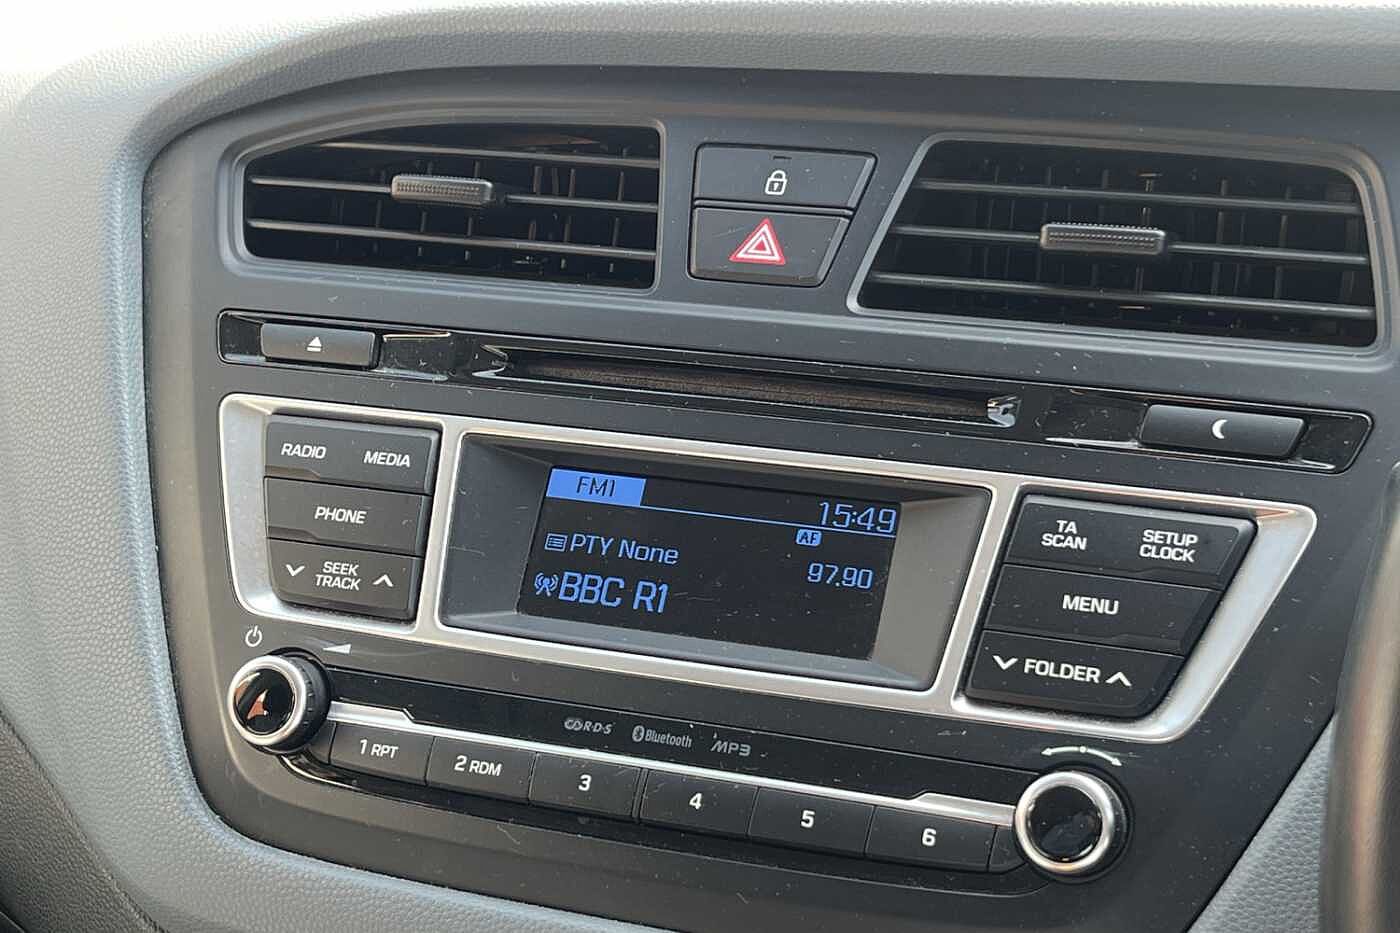 RADIO
MEDIA
PHONE
SEEK
TRACK
FM1
15:49
AF
PTY None
97.90
BBC R1
TA
SCAN
SETUP
CLOCK
MENU
FOLDER
R·D·S
Bluetooth
MP3
1 RPT
2 RDM
3
4
5
6